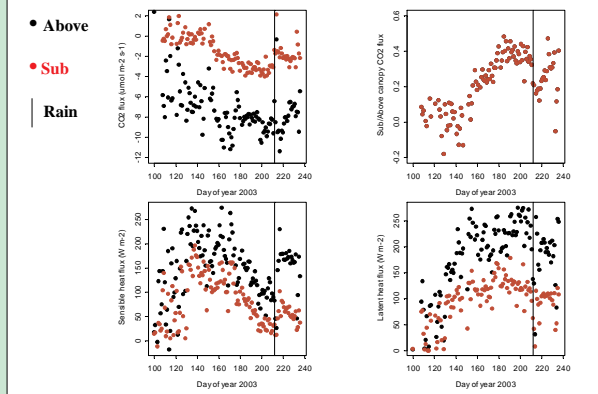 Above
Sub
Rain
CO2 flux (umol m-2 s-1)
2
0
-2
-4
-6
-8
-10
-12
100 120 140 160 180 200 220 240
Day of year 2003
Sub/Above canopy CO2 flux
0.6
0.4
0.2
0.0
-0.2
100 120 140 160 180 200 220 240
Day of year 2003
Sensible heat flux (W m-2)
250
200
150
100
50
0
100 120 140 160 180 200 220 240
Day of year 2003
Latent heat flux (W m-2)
250
200
150
100
50
0
100 120 140 160 180 200 220 240
Day of year 2003